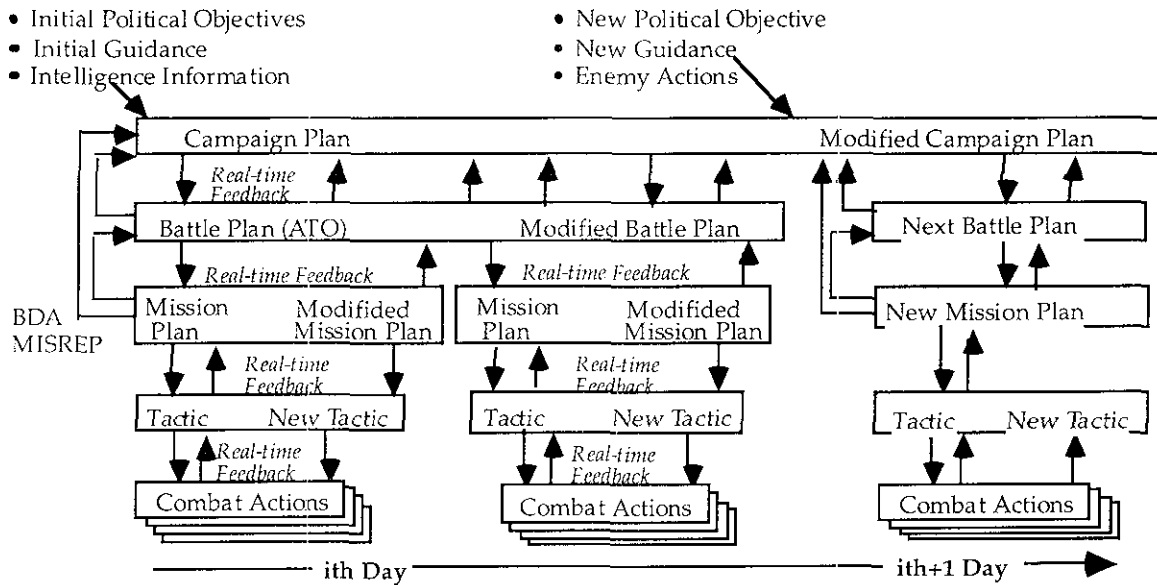 • Initial Political Objectives
• Initial Guidance
• Intelligence Information
• New Political Objective
• New Guidance
• Enemy Actions
Campaign Plan
Modified Campaign Plan
Real-time
Feedback
Battle Plan (ATO)
Modified Battle Plan
Next Battle Plan
Real-time Feedback
Real-time Feedback
BDA
MISREP
Mission
Plan
Modifided
Mission Plan
Mission
Plan
Modifided
Mission Plan
New Mission Plan
Real-time
Feedback
Real-time
Feedback
Tactic
New Tactic
Tactic
New Tactic
Tactic
New Tactic
Real-time
Feedback
Real-time
Feedback
Combat Actions
Combat Actions
Combat Actions
ith Day
ith+1 Day